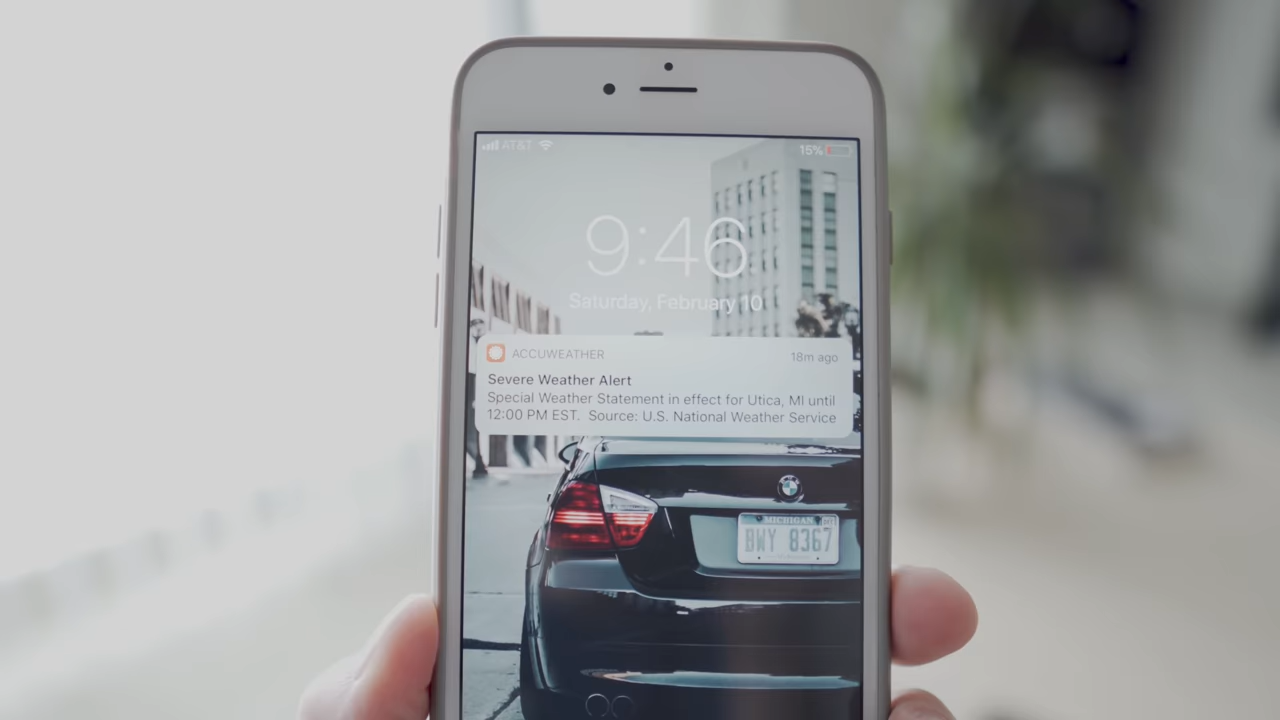 AT&T
15%
9:46
Saturday, February 10
ACCUWEATHER 18m ago
Severe Weather Alert
Special Weather Statement in effect for Utica, MI until
12:00 PM EST. Source: U.S. National Weather Service
MICHIGAN
BWY 8367